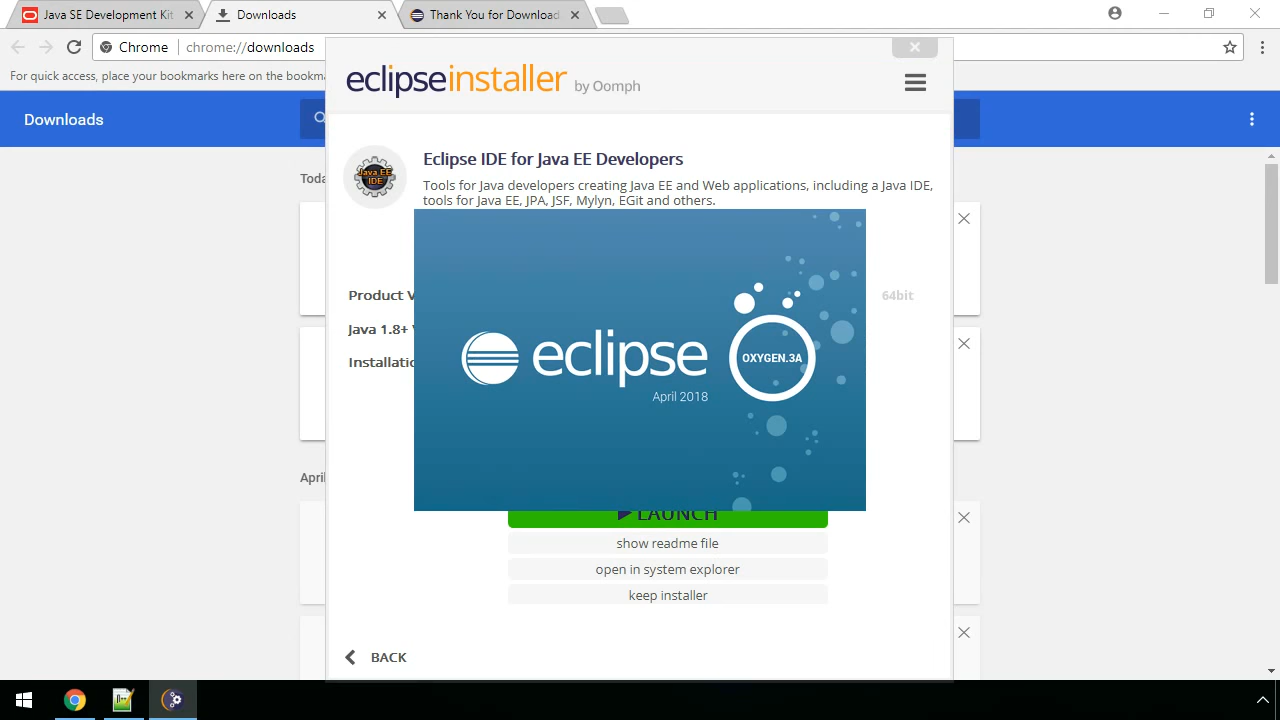 Java SE Development Kit
Downloads
Thank You for Download
Chrome
chrome://downloads
For quick access, place your bookmarks here on the bookma
eclipseinstaller by Oomph
Downloads
Eclipse IDE for Java EE Developers
Java EE
IDE
Tools for Java developers creating Java EE and Web applications, including a Java IDE,
tools for Java EE, JPA, JSF, Mylyn, EGit and others.
Toda
Product V
64bit
Java 1.8+ V
Installatio
eclipse
OXYGEN.3A
April 2018
April
LAUNCH
show readme file
open in system explorer
keep installer
BACK